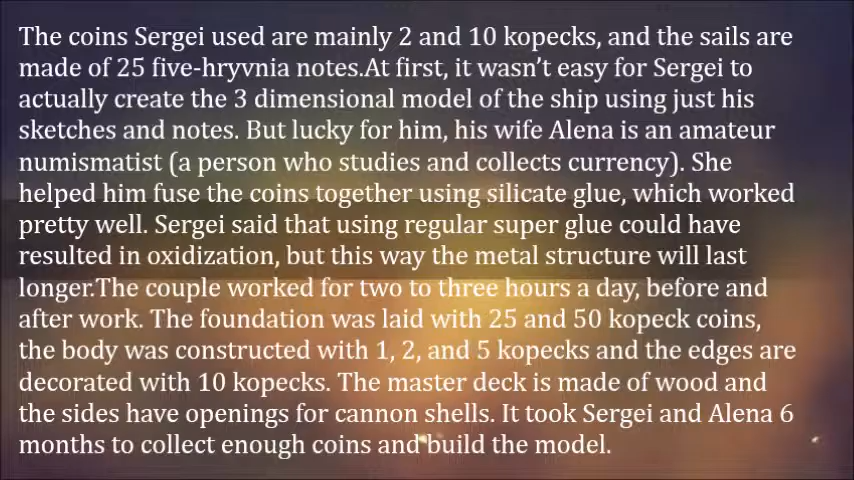 The coins Sergei used are mainly 2 and 10 kopecks, and the sails are
made of 25 five-hryvnia notes.At first, it wasn’t easy for Sergei to
actually create the 3 dimensional model of the ship using just his
sketches and notes. But lucky for him, his wife Alena is an amateur
numismatist (a person who studies and collects currency). She
helped him fuse the coins together using silicate glue, which worked
pretty well. Sergei said that using regular super glue could have
resulted in oxidization, but this way the metal structure will last
longer.The couple worked for two to three hours a day, before and
after work. The foundation was laid with 25 and 50 kopeck coins,
the body was constructed with 1, 2, and 5 kopecks and the edges are
decorated with 10 kopecks. The master deck is made of wood and
the sides have openings for cannon shells. It took Sergei and Alena 6
months to collect enough coins and build the model.